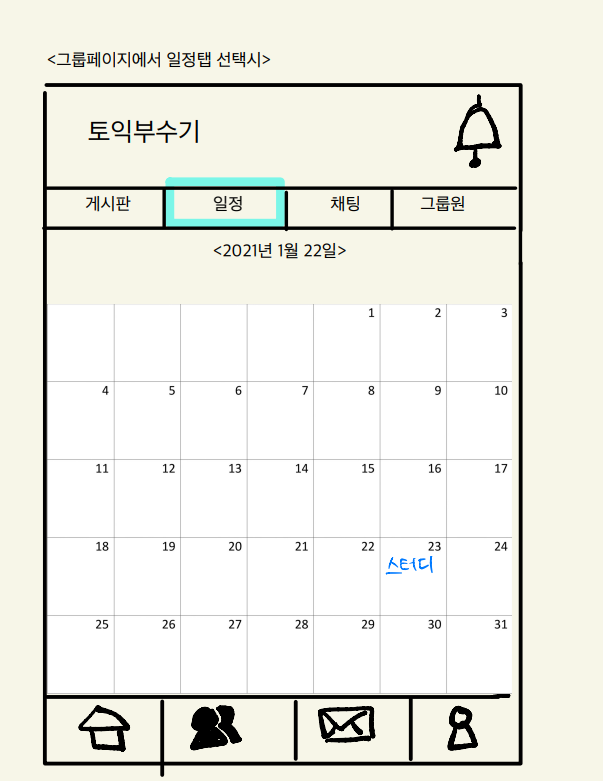 <그룹페이지에서 일정탭 선택시>
토익부수기
게시판 일정 채팅 그룹원
<2021년 1월 22일>
1 2 3
4 5 6 7 8 9 10
11 12 13 14 15 16 17
18 19 20 21 22 23 24
스터디
25 26 27 28 29 30 31